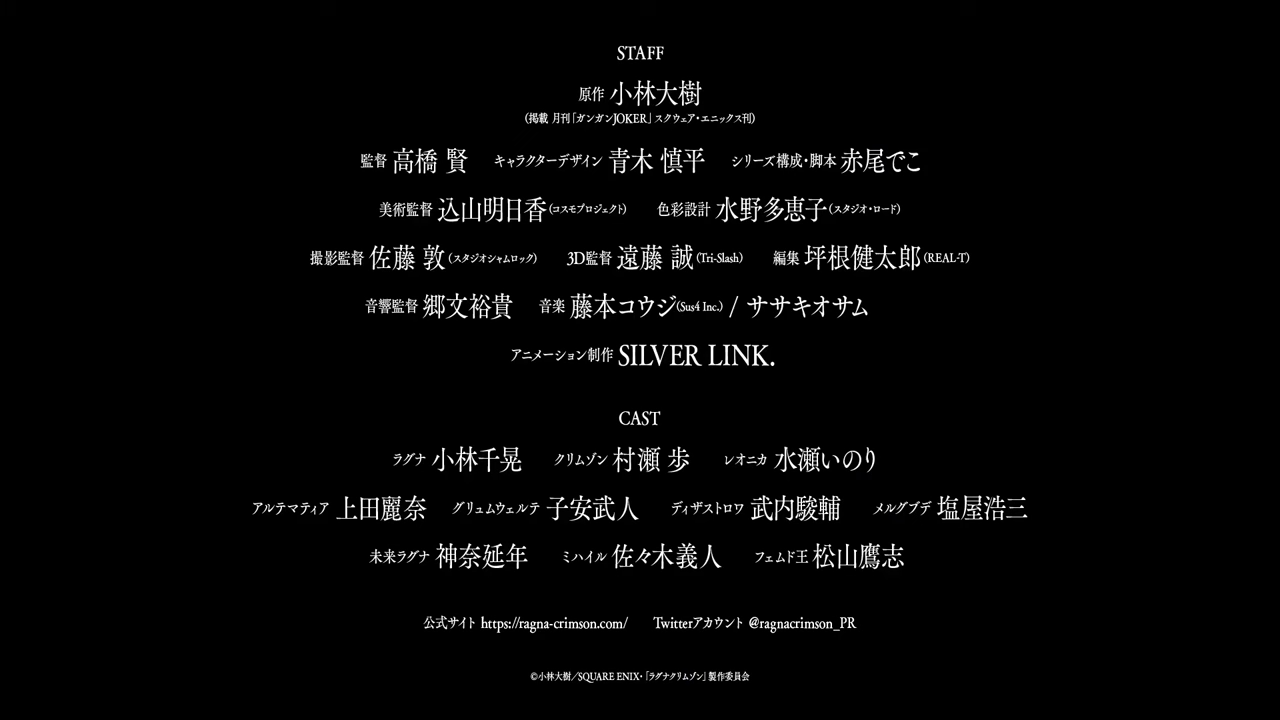 STAFF
原作 小林大樹
(掲載 月刊「ガンガンJOKER」スクウェア・エニックス刊)
監督 高橋 賢 キャラクターデザイン 青木 慎平 シリーズ構成・脚本 赤尾でこ
美術監督 込山明日香(コスモプロジェクト) 色彩設計 水野多恵子(スタジオ・ロード)
撮影監督 佐藤 敦(スタジオシャムロック) 3D監督 遠藤 誠(Tri-Slash) 編集 坪根健太郎(REAL-T)
音響監督 郷文裕貴 音楽 藤本コウジ(Sus4 Inc.) / ササキオサム
アニメーション制作 SILVER LINK.
CAST
ラグナ 小林千晃 クリムゾン 村瀬 歩 レオニカ 水瀬いのり
アルテマティア 上田麗奈 グリュムウェルテ 子安武人 ディザストロワ 武内駿輔 メルグブデ 塩屋浩三
未来ラグナ 神奈延年 ミハイル 佐々木義人 フェムド王 松山鷹志
公式サイト https://ragna-crimson.com/ Twitterアカウント @ragnacrimson_PR
©小林大樹/SQUARE ENIX・「ラグナクリムゾン」製作委員会